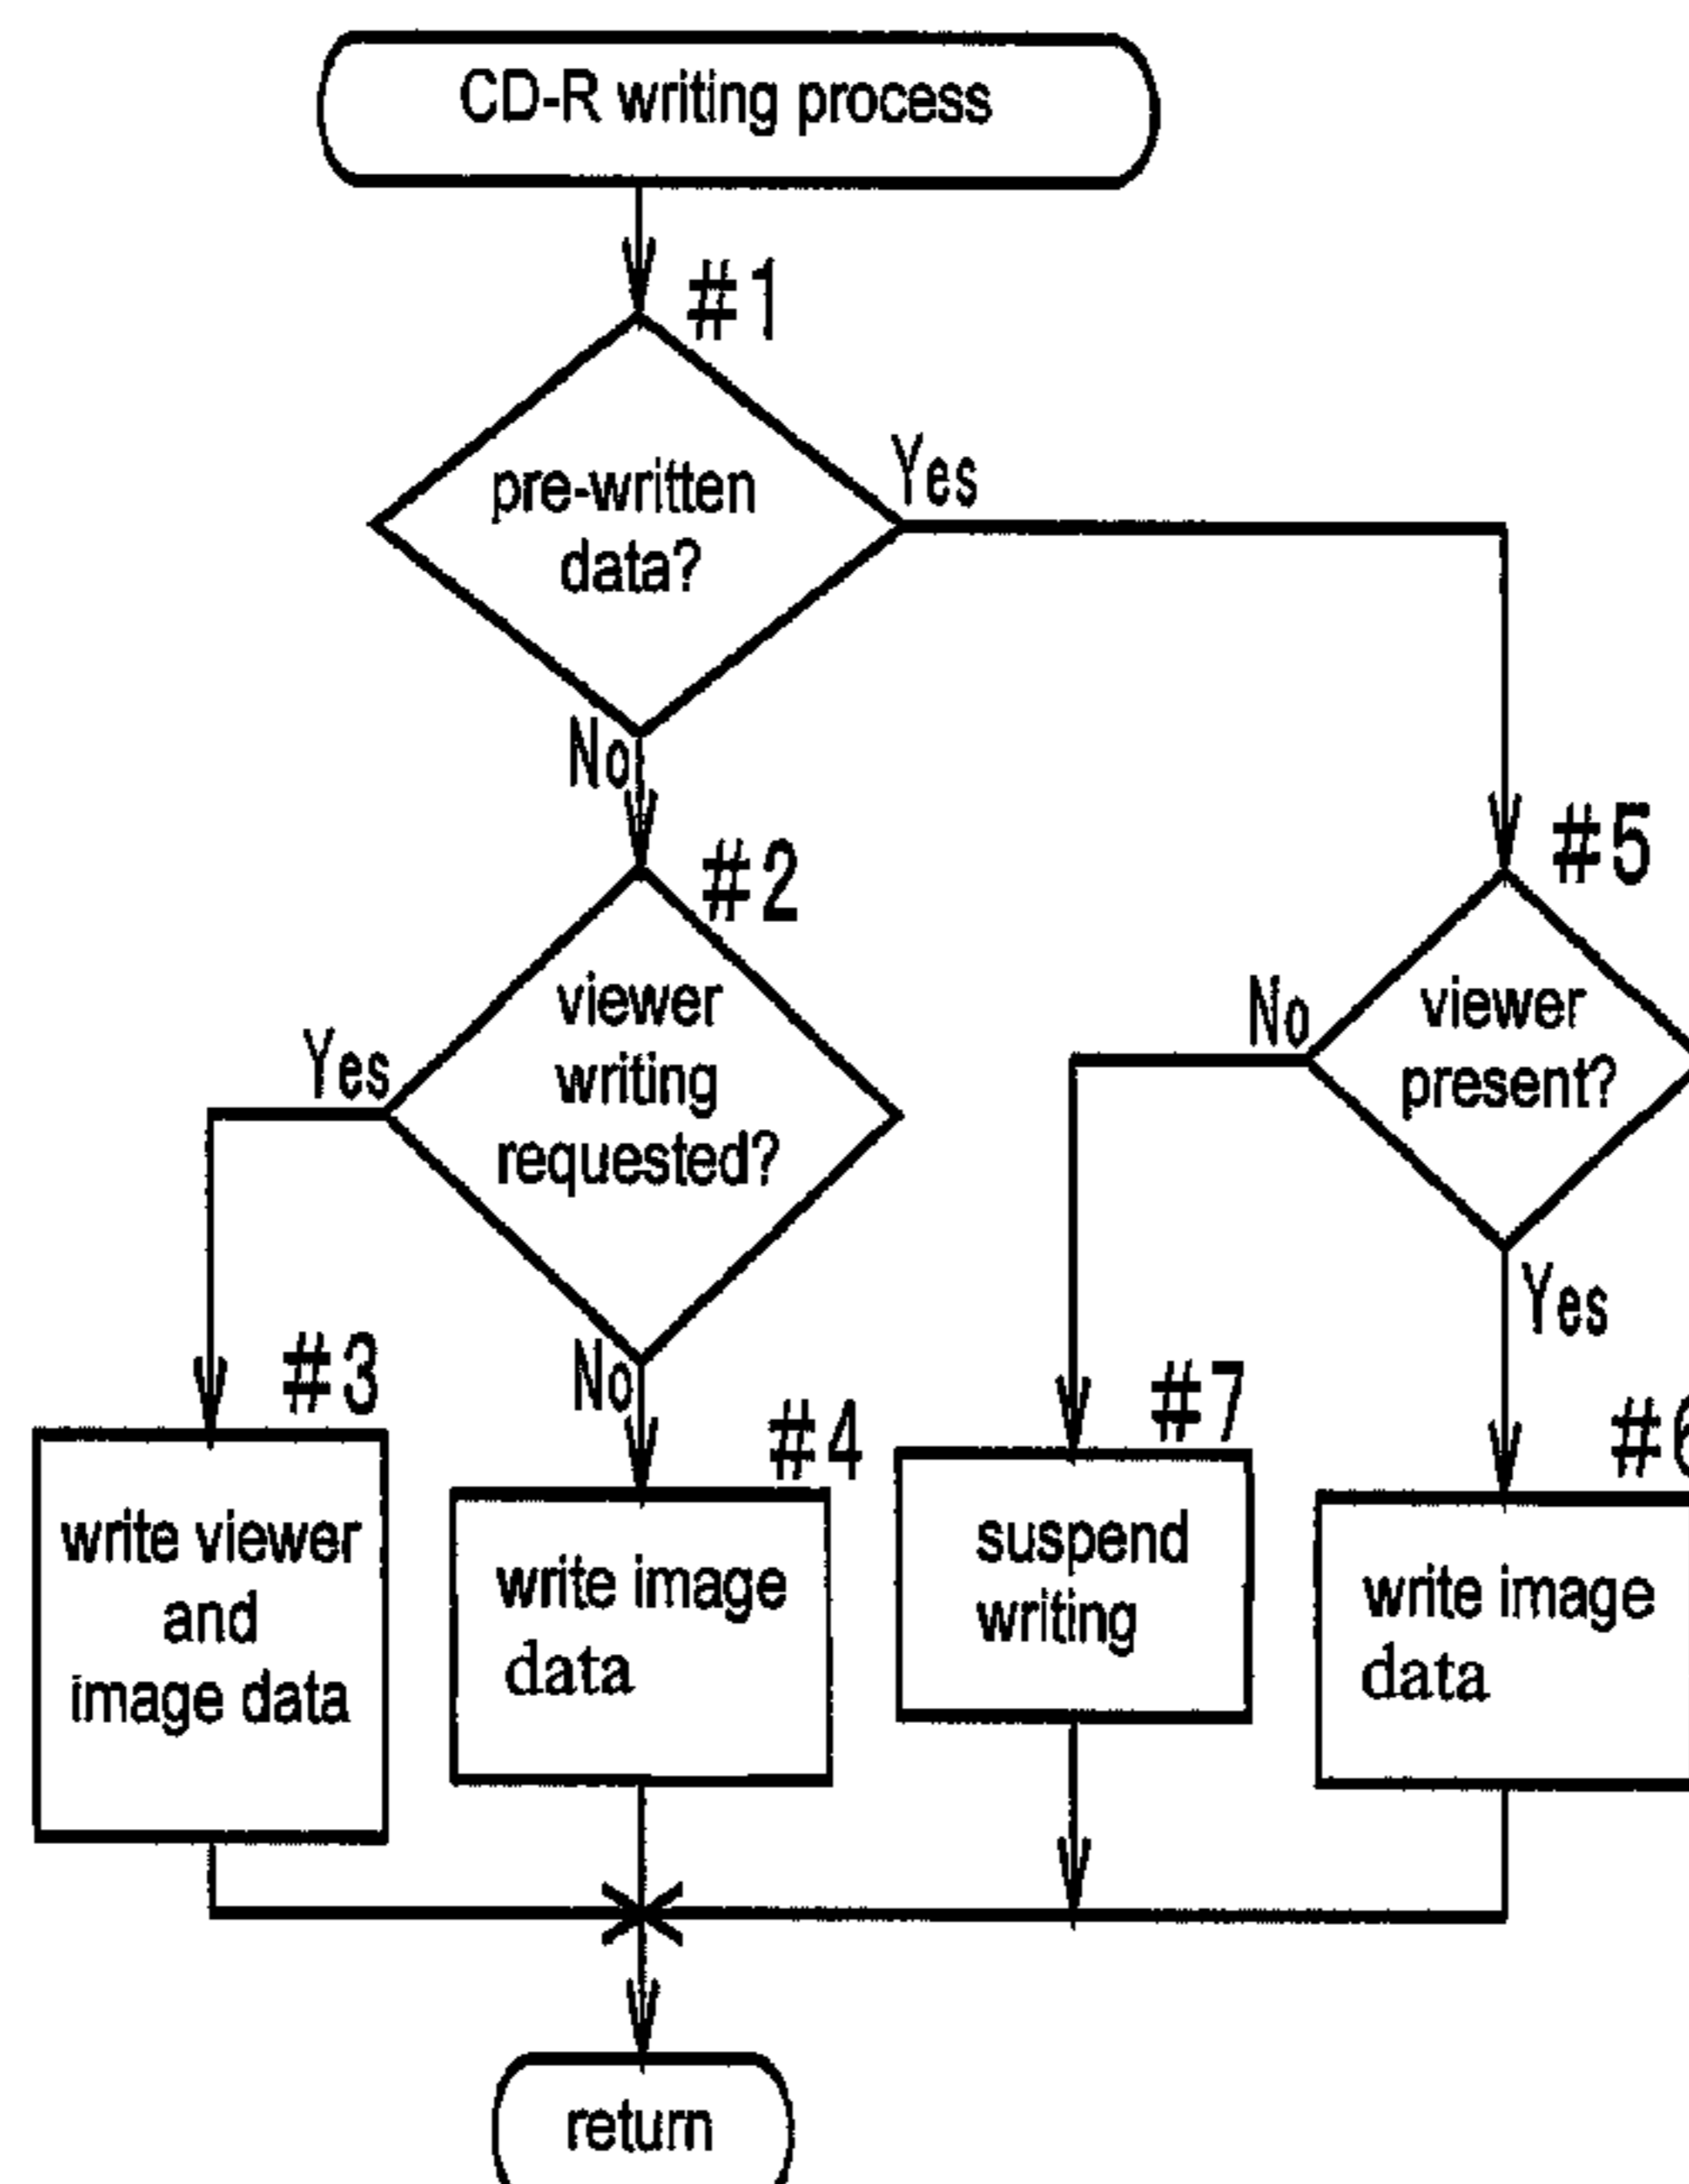 CD-R writing process
#1
pre-written
data?
Yes
No
#2
viewer
writing
requested?
Yes
No
#5
viewer
present?
No
Yes
#3
write viewer
and
image data
#4
write image
data
#7
suspend
writing
#6
write image
data
return